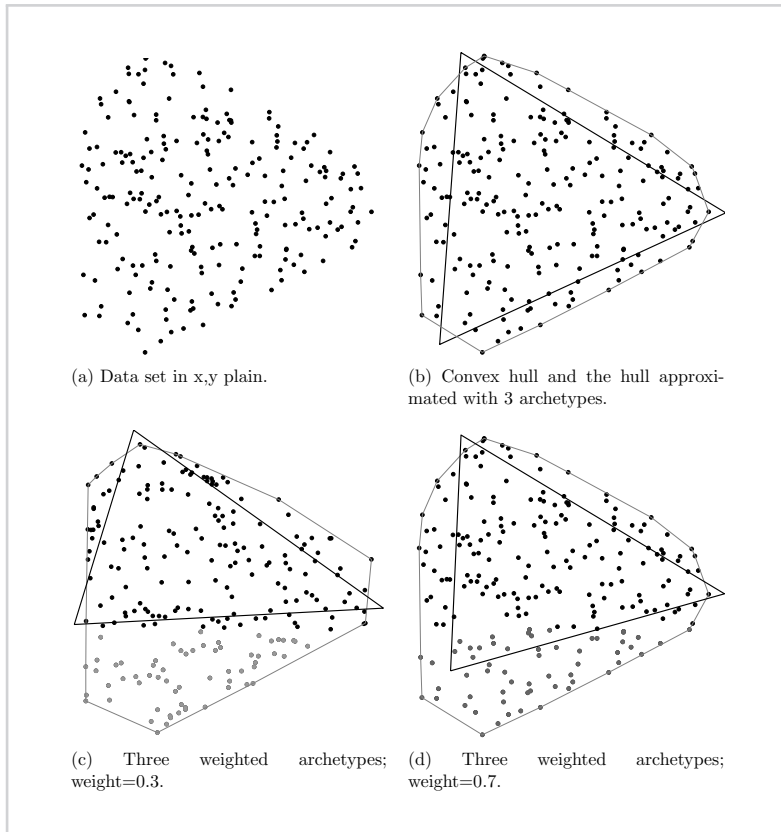 (a) Data set in x,y plain.
(b) Convex hull and the hull approxi-
mated with 3 archetypes.
(c) Three weighted archetypes;
weight=0.3.
(d) Three weighted archetypes;
weight=0.7.